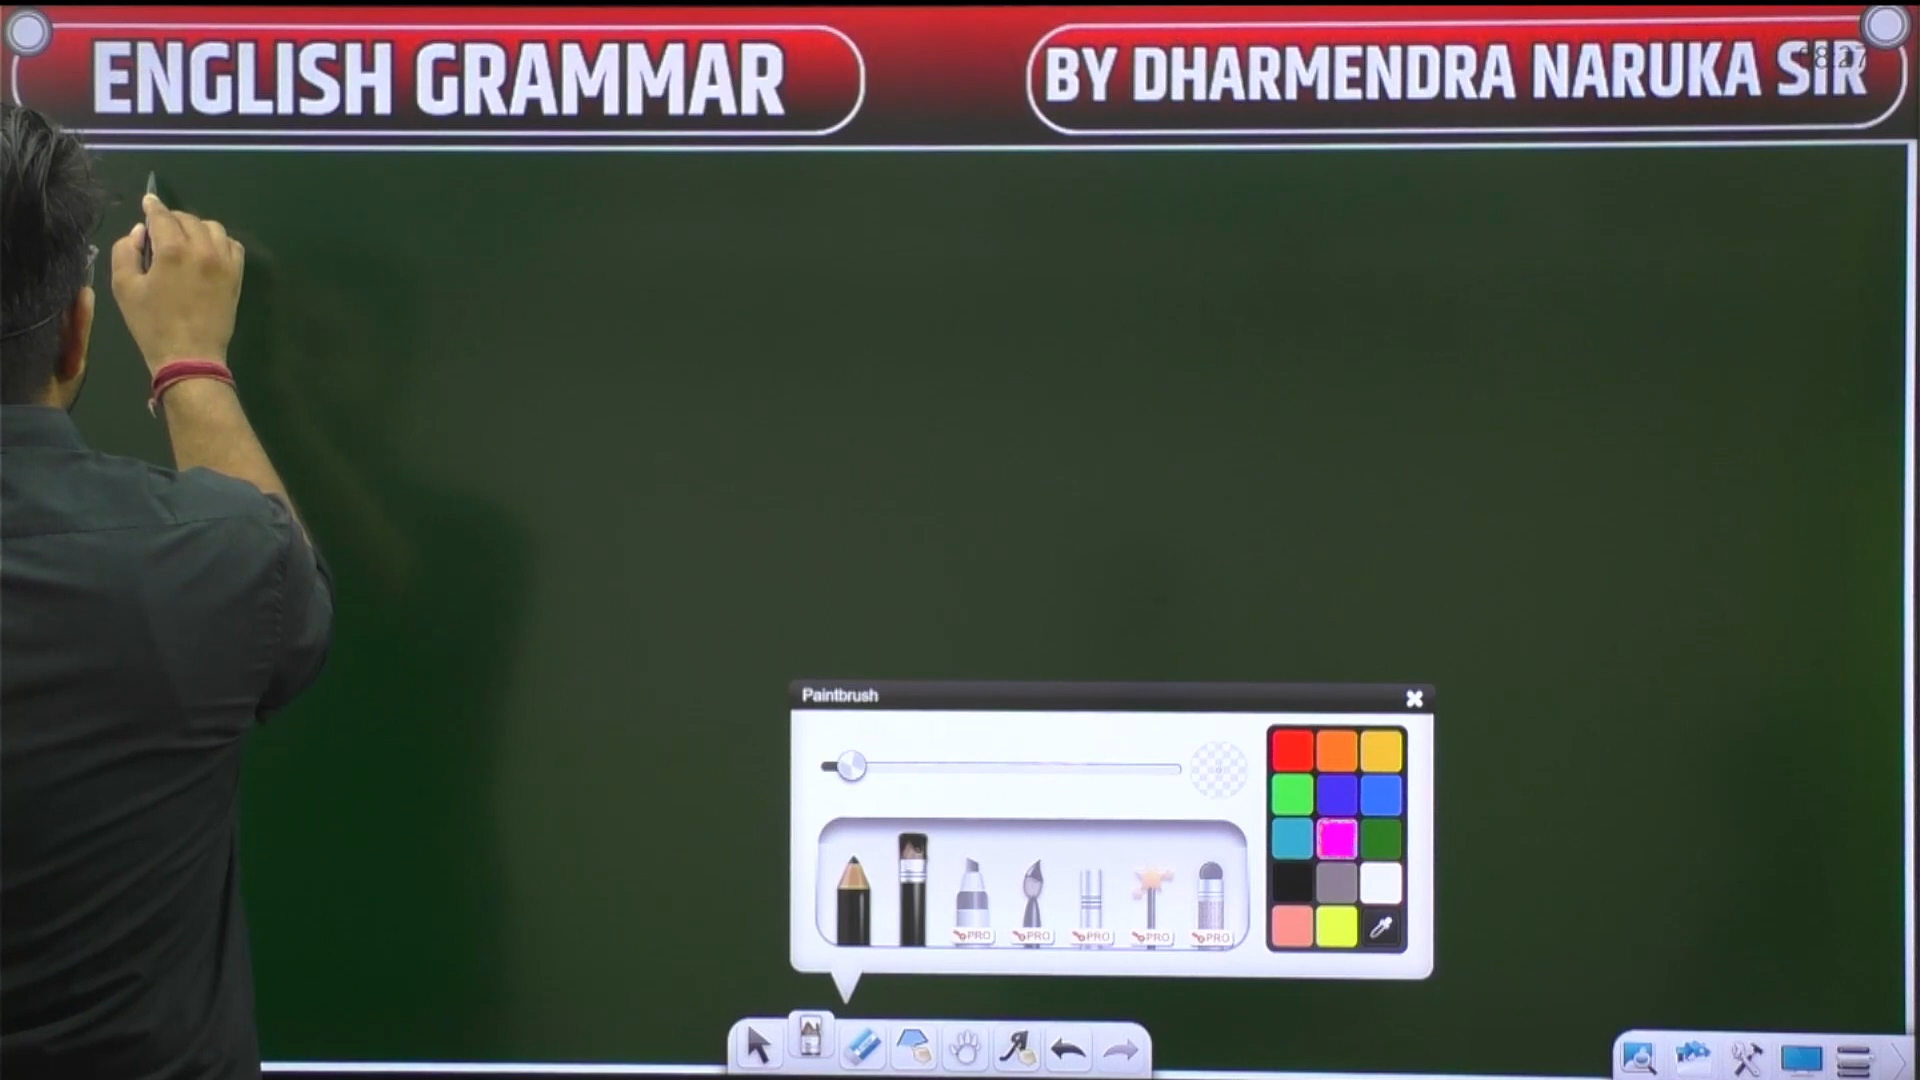 ENGLISH GRAMMAR
BY DHARMENDRA NARUKA SIR
Paintbrush
PRO
PRO
PRO
PRO
PRO